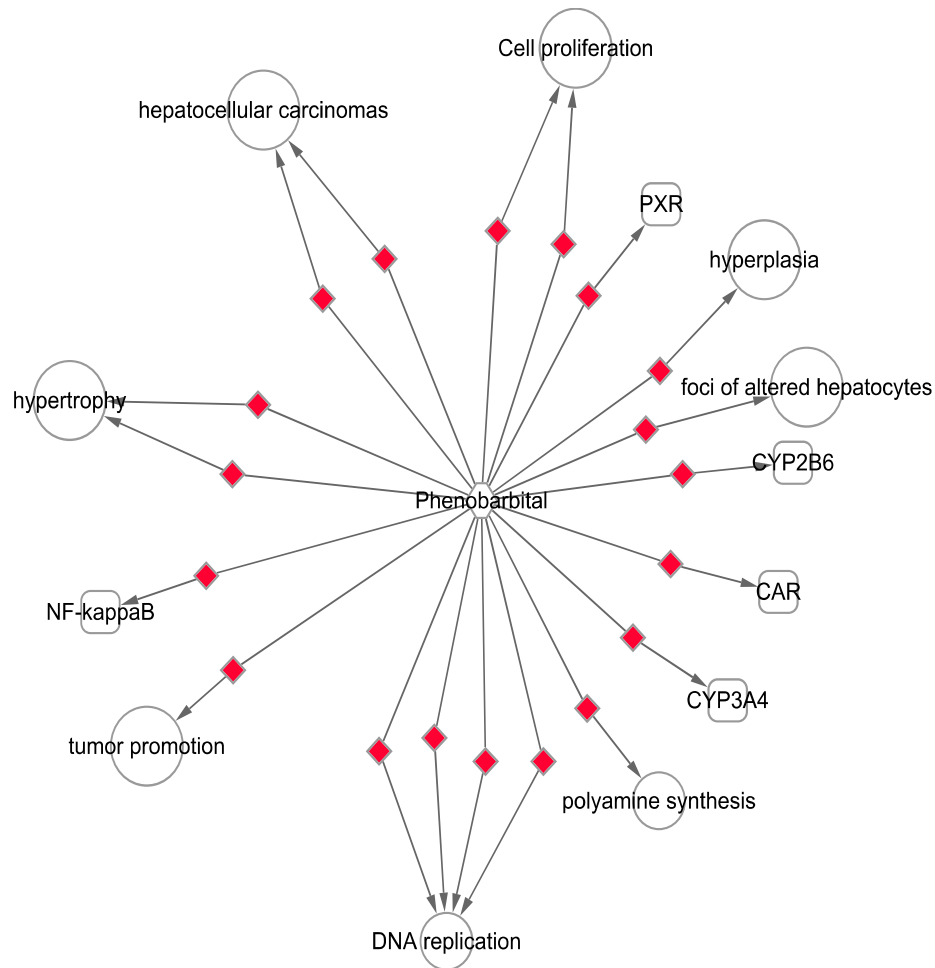 Cell proliferation
hepatocellular carcinomas
PXR
hyperplasia
foci of altered hepatocytes
hypertrophy
CYP2B6
Phenobarbital
CAR
NF-kappaB
CYP3A4
tumor promotion
polyamine synthesis
DNA replication